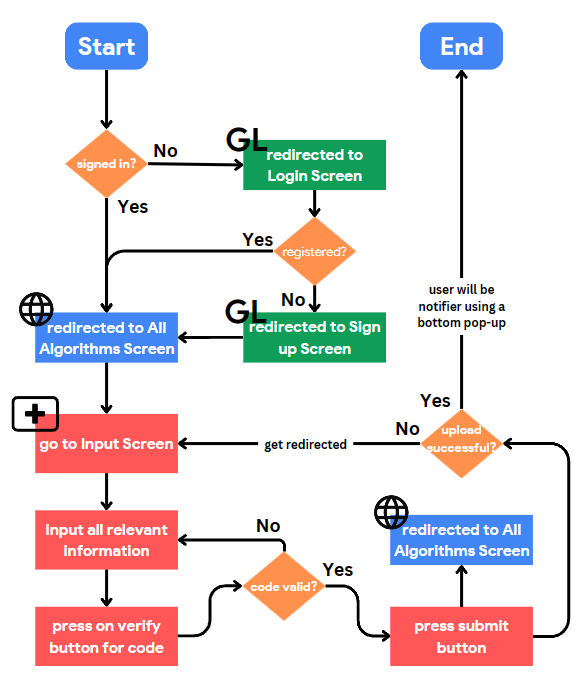 Start
End
signed in?
No
GL
redirected to
Login Screen
Yes
Yes
registered?
No
GL
redirected to Sign
up Screen
redirected to All
Algorithms Screen
user will be
notifier using a
bottom pop-up
go to Input Screen
get redirected
No
Yes
upload
successful?
input all relevant
information
No
code valid?
Yes
redirected to All
Algorithms Screen
press on verify
button for code
press submit
button